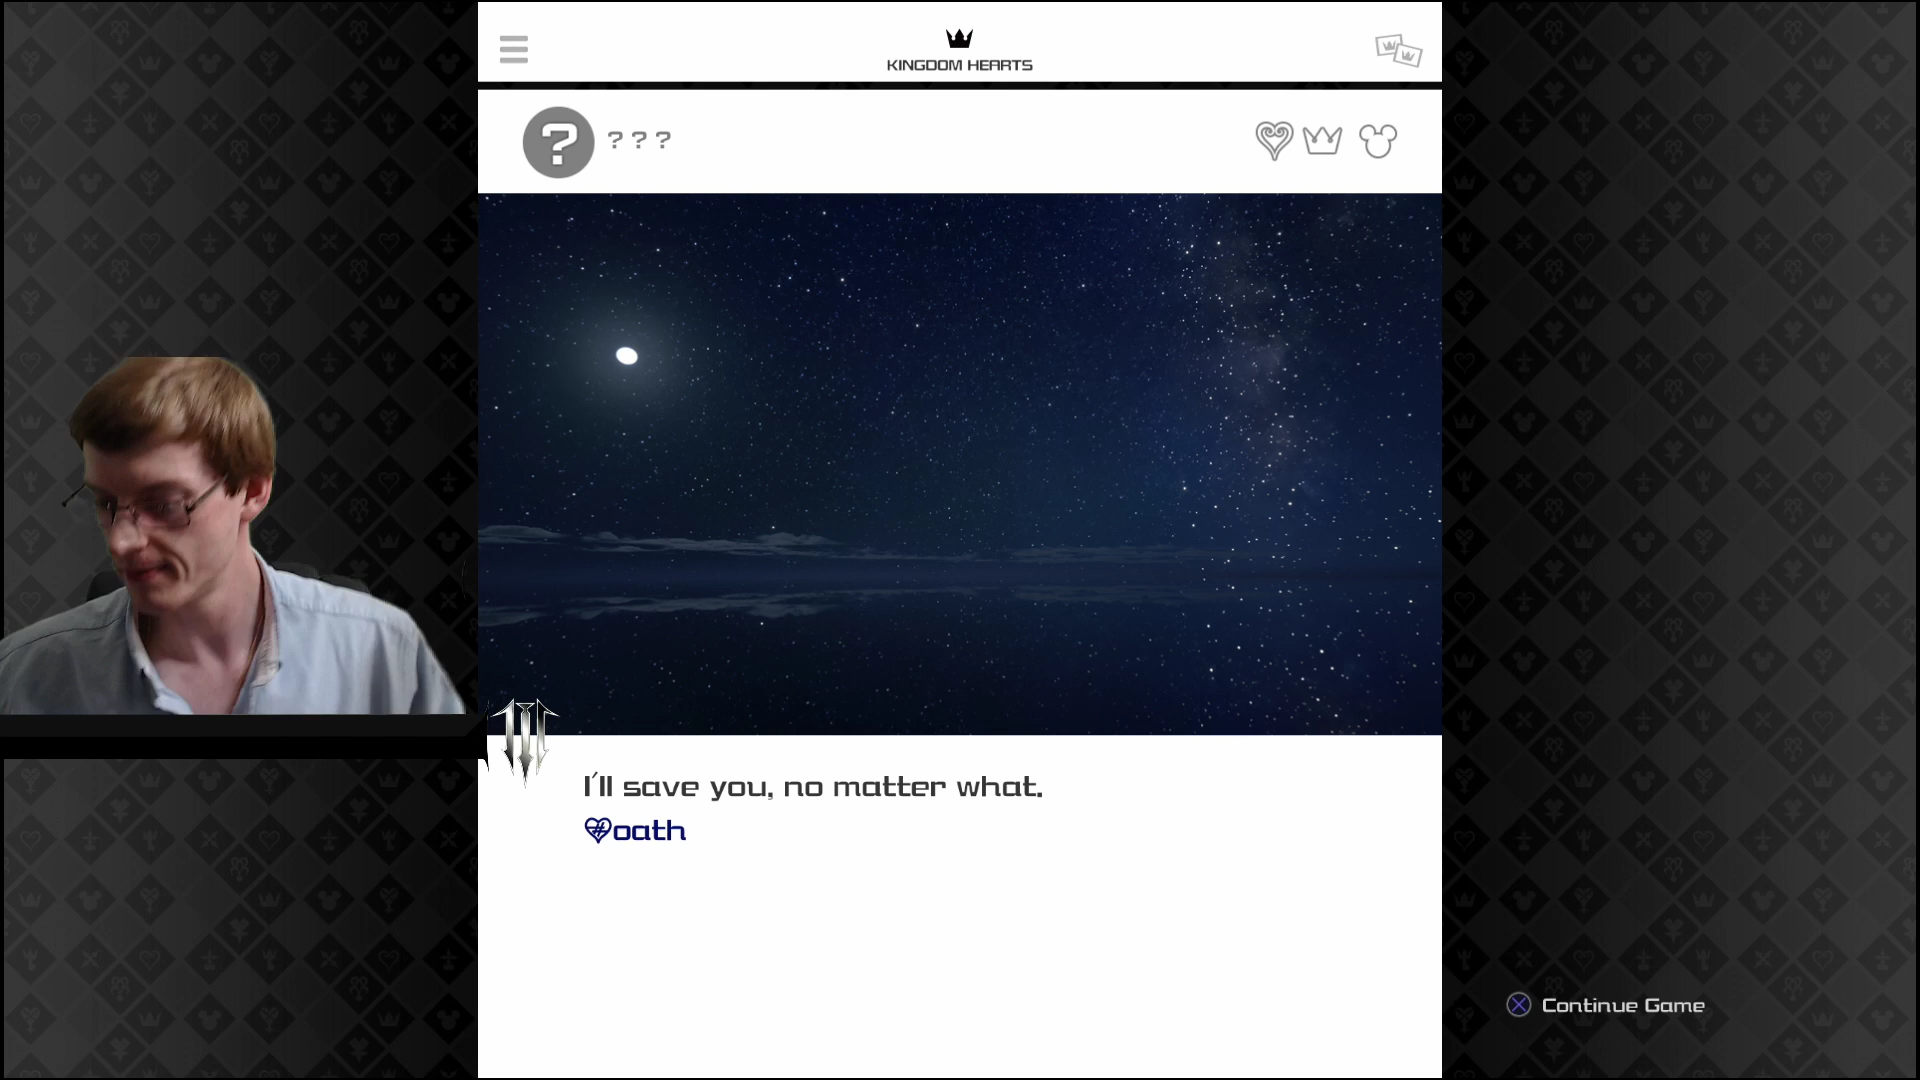 KINGDOM HEARTS
? ? ? ?
I'll save you, no matter what.
#oath
Continue Game